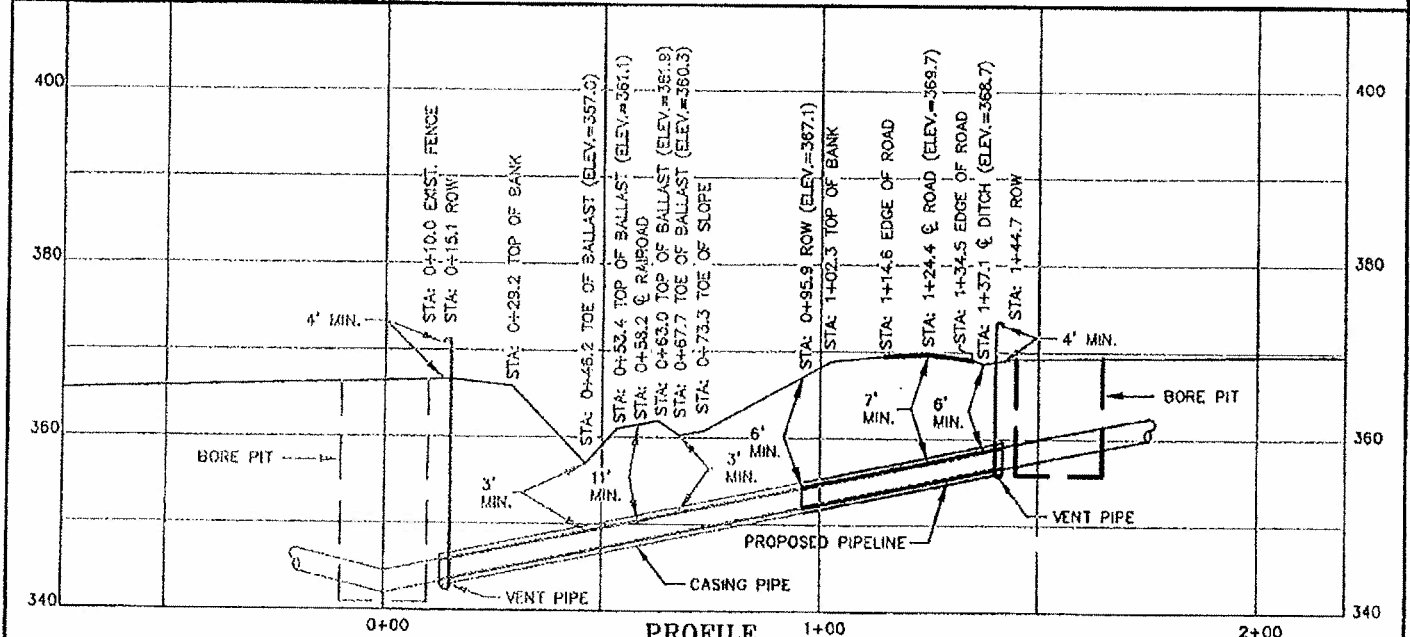 400
380
360
340
400
380
360
340
STA: 0+10.0 EXIST. FENCE
STA: 0+15.1 ROW
STA: 0+29.2 TOP OF BANK
STA: 0+46.2 TOE OF BALLAST (ELEV.=357.0)
STA: 0+53.4 TOP OF BALLAST (ELEV.=361.1)
STA: 0+58.2 ℄ RAIROAD
STA: 0+63.0 TOP OF BALLAST (ELEV.=361.9)
STA: 0+67.7 TOE OF BALLAST (ELEV.=360.3)
STA: 0+73.3 TOE OF SLOPE
STA: 0+95.9 ROW (ELEV.=367.1)
STA: 1+02.3 TOP OF BANK
STA: 1+14.6 EDGE OF ROAD
STA: 1+24.4 ℄ ROAD (ELEV.=369.7)
STA: 1+34.5 EDGE OF ROAD
STA: 1+37.1 ℄ DITCH (ELEV.=368.7)
STA: 1+44.7 ROW
4' MIN.
4' MIN.
BORE PIT
BORE PIT
3'
MIN.
11'
MIN.
3'
MIN.
6'
MIN.
7'
MIN.
6'
MIN.
VENT PIPE
PROPOSED PIPELINE
CASING PIPE
VENT PIPE
0+00
PROFILE
1+00
2+00